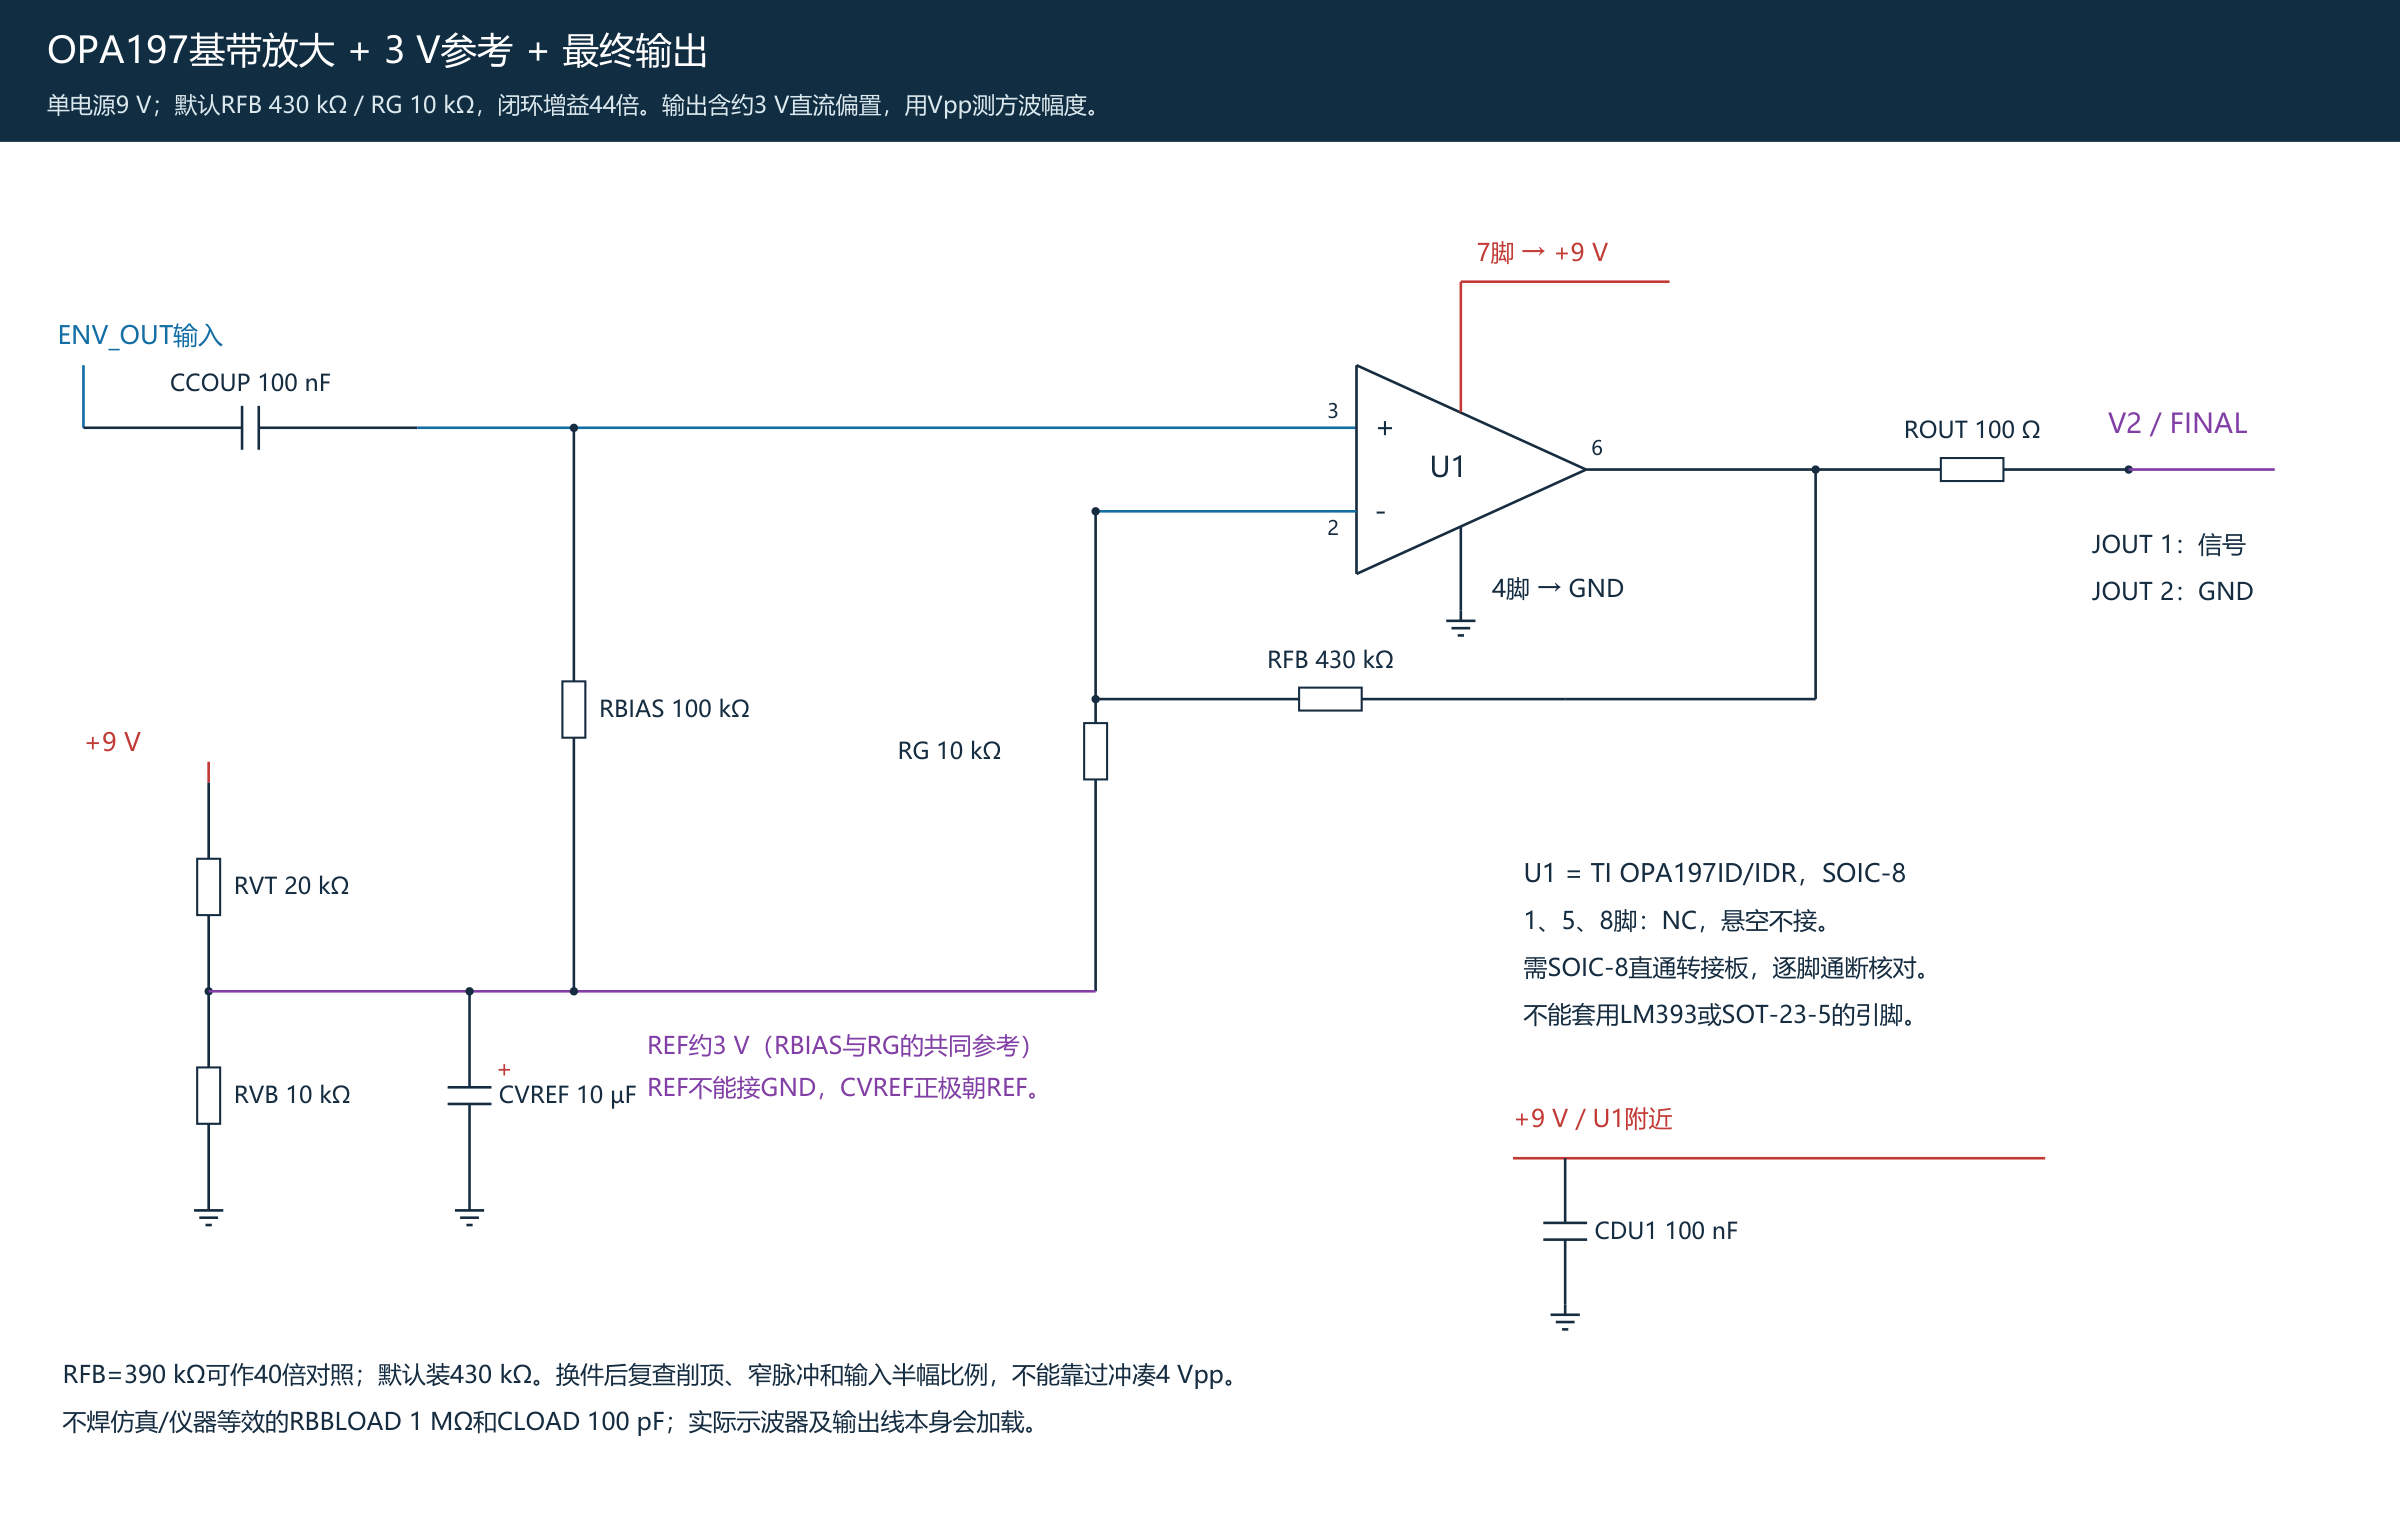 OPA197基带放大 + 3 V参考 + 最终输出
单电源9 V；默认RFB 430 kΩ / RG 10 kΩ，闭环增益44倍。输出含约3 V直流偏置，用Vpp测方波幅度。
7脚 → +9 V
ENV_OUT输入
CCOUP 100 nF
3
+
U1
-
2
6
ROUT 100 Ω
V2 / FINAL
JOUT 1：信号
JOUT 2：GND
4脚 → GND
RFB 430 kΩ
RBIAS 100 kΩ
RG 10 kΩ
+9 V
RVT 20 kΩ
RVB 10 kΩ
+
CVREF 10 µF
REF约3 V（RBIAS与RG的共同参考）
REF不能接GND，CVREF正极朝REF。
U1 = TI OPA197ID/IDR，SOIC-8
1、5、8脚：NC，悬空不接。
需SOIC-8直通转接板，逐脚通断核对。
不能套用LM393或SOT-23-5的引脚。
+9 V / U1附近
CDU1 100 nF
RFB=390 kΩ可作40倍对照；默认装430 kΩ。换件后复查削顶、窄脉冲和输入半幅比例，不能靠过冲凑4 Vpp。
不焊仿真/仪器等效的RBBLOAD 1 MΩ和CLOAD 100 pF；实际示波器及输出线本身会加载。